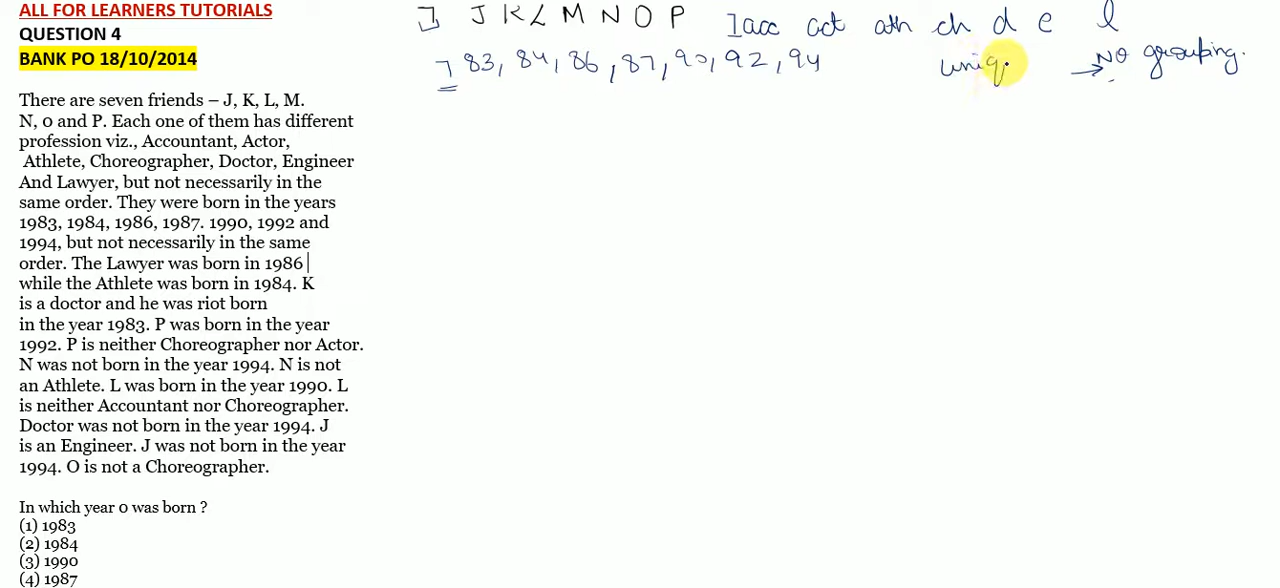 ALL FOR LEARNERS TUTORIALS
QUESTION 4
BANK PO 18/10/2014
J K L M N O P ] acc act ath ch d e l
83, 84, 86, 87, 90, 92, 94 uniq. → No grouping.
There are seven friends – J, K, L, M.
N, o and P. Each one of them has different
profession viz., Accountant, Actor,
Athlete, Choreographer, Doctor, Engineer
And Lawyer, but not necessarily in the
same order. They were born in the years
1983, 1984, 1986, 1987. 1990, 1992 and
1994, but not necessarily in the same
order. The Lawyer was born in 1986
while the Athlete was born in 1984. K
is a doctor and he was riot born
in the year 1983. P was born in the year
1992. P is neither Choreographer nor Actor.
N was not born in the year 1994. N is not
an Athlete. L was born in the year 1990. L
is neither Accountant nor Choreographer.
Doctor was not born in the year 1994. J
is an Engineer. J was not born in the year
1994. O is not a Choreographer.
In which year o was born ?
(1) 1983
(2) 1984
(3) 1990
(4) 1987